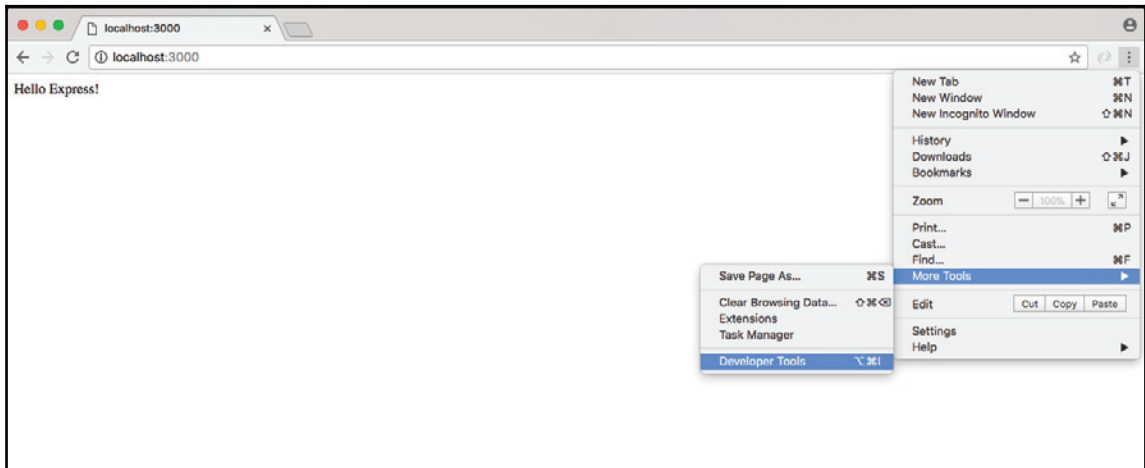 localhost:3000
localhost:3000
Hello Express!
New Tab ⌘T
New Window ⌘N
New Incognito Window ⇧⌘N
History ▶
Downloads ⇧⌘J
Bookmarks ▶
Zoom − 100% +
Print... ⌘P
Cast...
Find... ⌘F
More Tools ▶
Save Page As... ⌘S
Clear Browsing Data... ⇧⌘⌫
Extensions
Task Manager
Developer Tools ⌥⌘I
Edit Cut Copy Paste
Settings
Help ▶